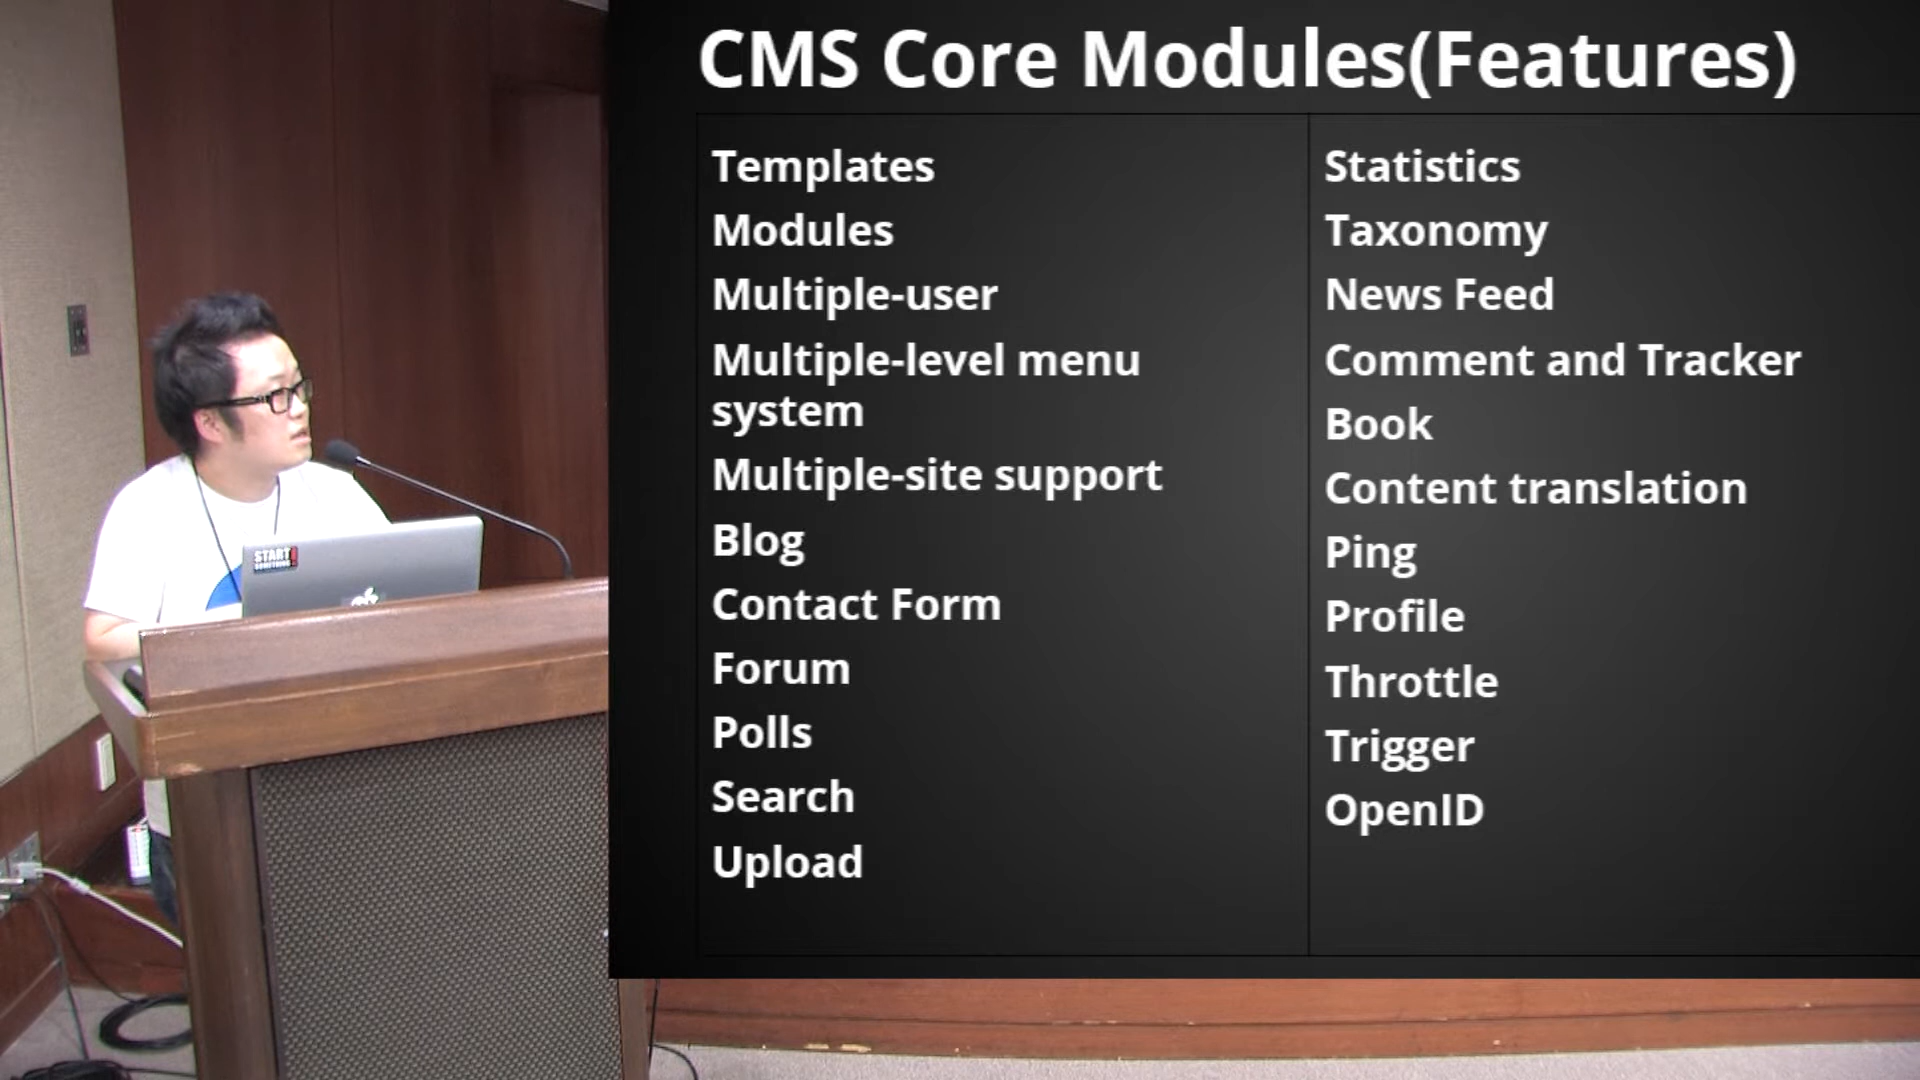 CMS Core Modules(Features)
Templates
Modules
Multiple-user
Multiple-level menu
system
Multiple-site support
Blog
Contact Form
Forum
Polls
Search
Upload
Statistics
Taxonomy
News Feed
Comment and Tracker
Book
Content translation
Ping
Profile
Throttle
Trigger
OpenID
START
SOMETHING